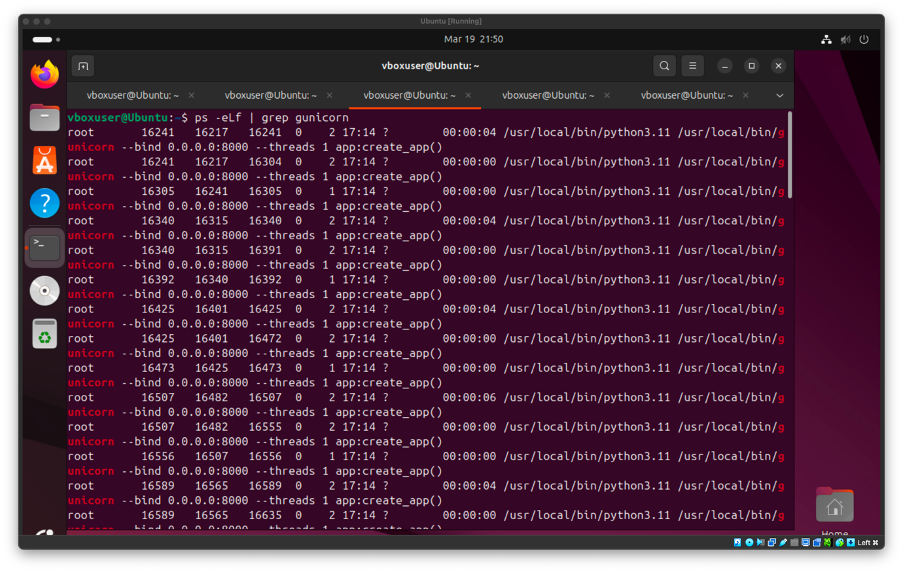 Ubuntu [Running]
Mar 19 21:50
vboxuser@Ubuntu: ~
vboxuser@Ubuntu: ~ × vboxuser@Ubuntu: ~ × vboxuser@Ubuntu: ~ × vboxuser@Ubuntu: ~ × vboxuser@Ubuntu: ~ ×
vboxuser@Ubuntu:~$ ps -eLf | grep gunicorn
root 16241 16217 16241 0 2 17:14 ? 00:00:04 /usr/local/bin/python3.11 /usr/local/bin/g
unicorn --bind 0.0.0.0:8000 --threads 1 app:create_app()
root 16241 16217 16304 0 2 17:14 ? 00:00:00 /usr/local/bin/python3.11 /usr/local/bin/g
unicorn --bind 0.0.0.0:8000 --threads 1 app:create_app()
root 16305 16241 16305 0 1 17:14 ? 00:00:00 /usr/local/bin/python3.11 /usr/local/bin/g
unicorn --bind 0.0.0.0:8000 --threads 1 app:create_app()
root 16340 16315 16340 0 2 17:14 ? 00:00:04 /usr/local/bin/python3.11 /usr/local/bin/g
unicorn --bind 0.0.0.0:8000 --threads 1 app:create_app()
root 16340 16315 16391 0 2 17:14 ? 00:00:00 /usr/local/bin/python3.11 /usr/local/bin/g
unicorn --bind 0.0.0.0:8000 --threads 1 app:create_app()
root 16392 16340 16392 0 1 17:14 ? 00:00:00 /usr/local/bin/python3.11 /usr/local/bin/g
unicorn --bind 0.0.0.0:8000 --threads 1 app:create_app()
root 16425 16401 16425 0 2 17:14 ? 00:00:04 /usr/local/bin/python3.11 /usr/local/bin/g
unicorn --bind 0.0.0.0:8000 --threads 1 app:create_app()
root 16425 16401 16472 0 2 17:14 ? 00:00:00 /usr/local/bin/python3.11 /usr/local/bin/g
unicorn --bind 0.0.0.0:8000 --threads 1 app:create_app()
root 16473 16425 16473 0 1 17:14 ? 00:00:00 /usr/local/bin/python3.11 /usr/local/bin/g
unicorn --bind 0.0.0.0:8000 --threads 1 app:create_app()
root 16507 16482 16507 0 2 17:14 ? 00:00:06 /usr/local/bin/python3.11 /usr/local/bin/g
unicorn --bind 0.0.0.0:8000 --threads 1 app:create_app()
root 16507 16482 16555 0 2 17:14 ? 00:00:00 /usr/local/bin/python3.11 /usr/local/bin/g
unicorn --bind 0.0.0.0:8000 --threads 1 app:create_app()
root 16556 16507 16556 0 1 17:14 ? 00:00:00 /usr/local/bin/python3.11 /usr/local/bin/g
unicorn --bind 0.0.0.0:8000 --threads 1 app:create_app()
root 16589 16565 16589 0 2 17:14 ? 00:00:04 /usr/local/bin/python3.11 /usr/local/bin/g
unicorn --bind 0.0.0.0:8000 --threads 1 app:create_app()
root 16589 16565 16635 0 2 17:14 ? 00:00:00 /usr/local/bin/python3.11 /usr/local/bin/g
unicorn --bind 0.0.0.0:8000 --threads 1 app:create_app()
Home
Left ⌘